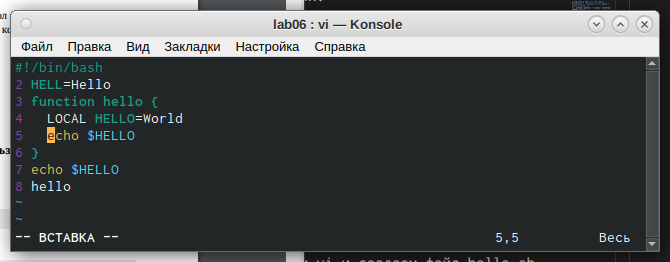 lab06 : vi — Konsole
Файл Правка Вид Закладки Настройка Справка
#!/bin/bash
2 HELL=Hello
3 function hello {
4   LOCAL HELLO=World
5   echo $HELLO
6 }
7 echo $HELLO
8 hello
~
~
-- ВСТАВКА -- 5,5 Весь